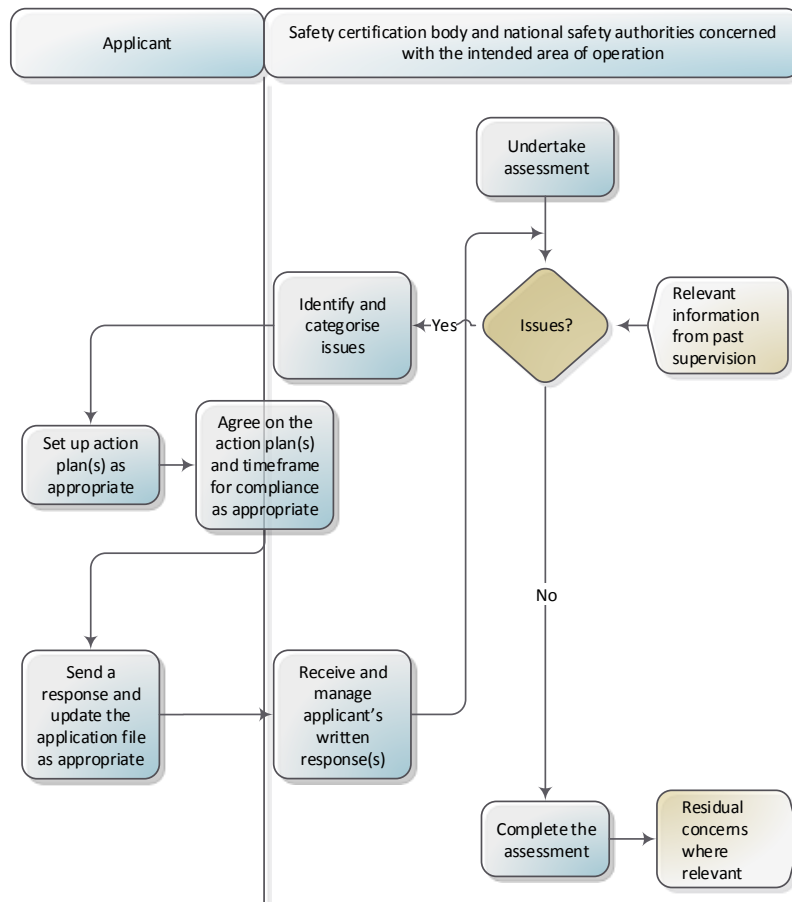 Applicant
Safety certification body and national safety authorities concerned
with the intended area of operation
Undertake
assessment
Issues?
Relevant
information
from past
supervision
Yes
Identify and
categorise
issues
Set up action
plan(s) as
appropriate
Agree on the
action plan(s)
and timeframe
for compliance
as appropriate
No
Send a
response and
update the
application file
as appropriate
Receive and
manage
applicant’s
written
response(s)
Complete the
assessment
Residual
concerns
where
relevant